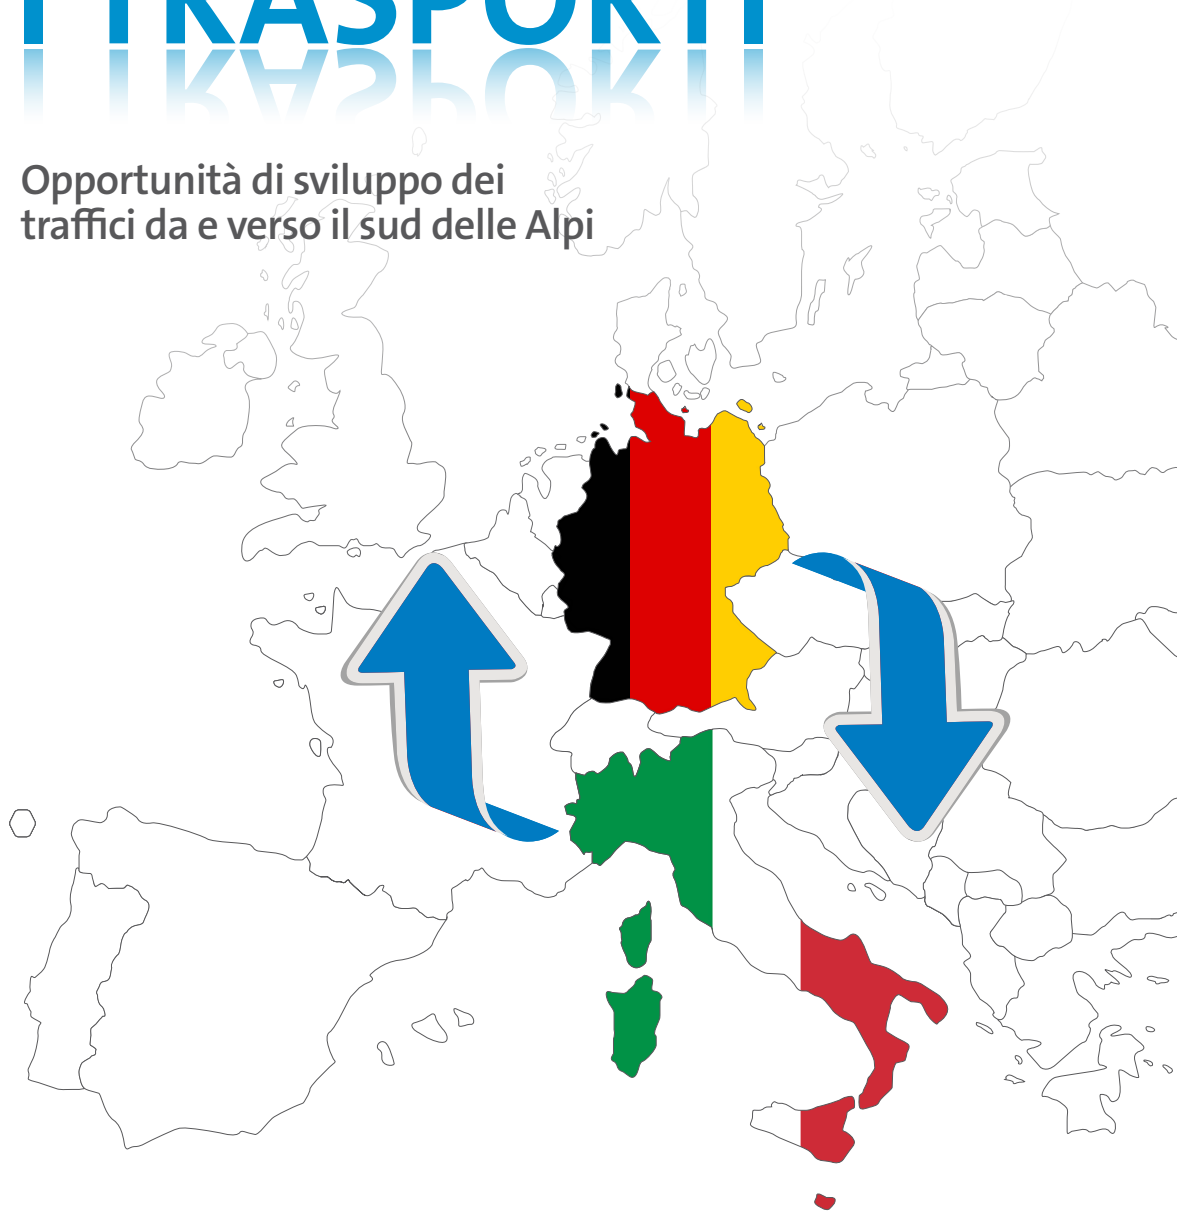 I TRASPORTI
Opportunità di sviluppo dei
traffici da e verso il sud delle Alpi